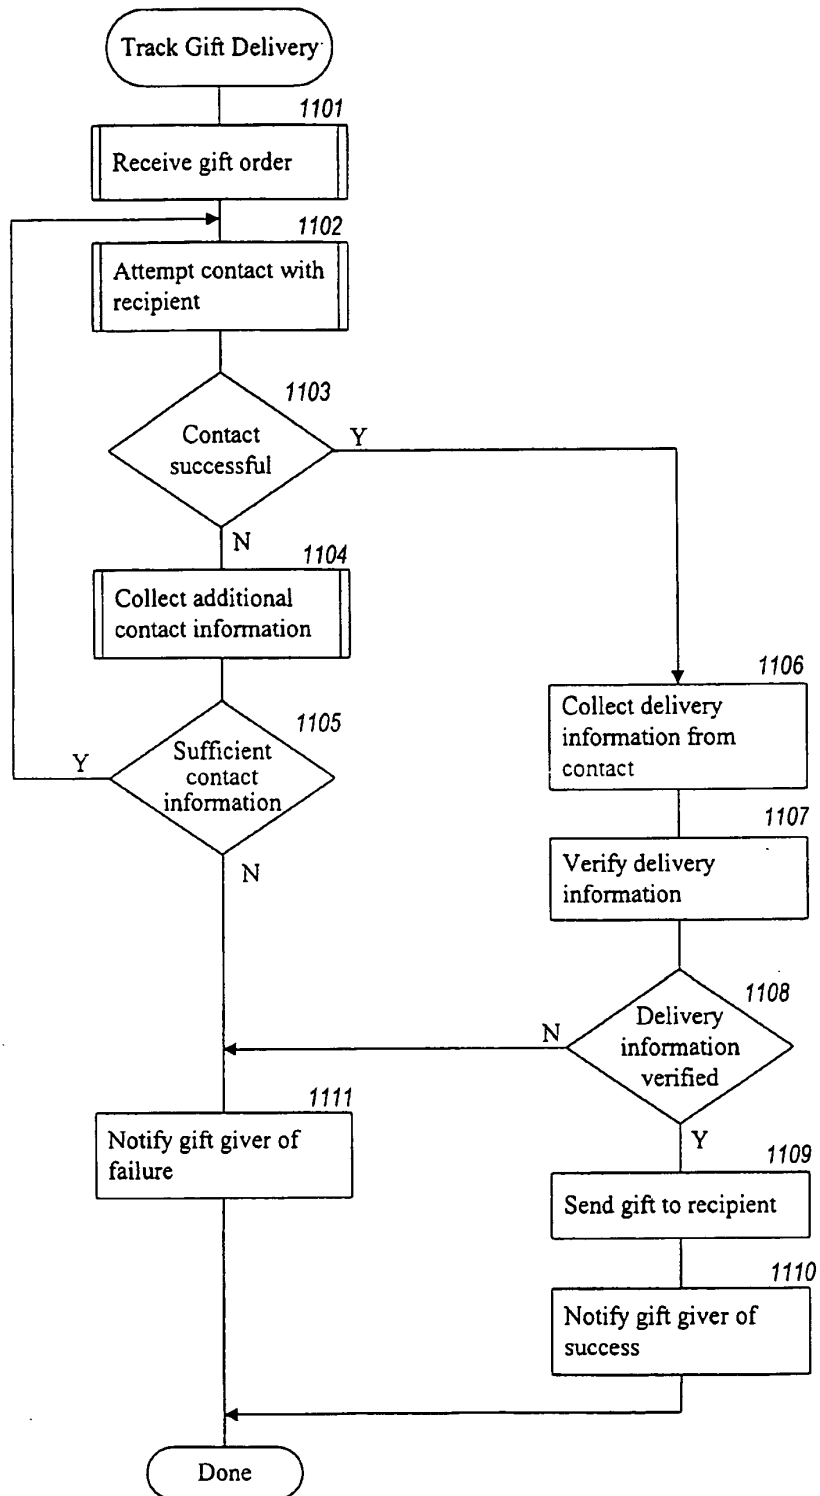 Track Gift Delivery
1101
Receive gift order
1102
Attempt contact with
recipient
1103
Contact
successful
Y
N
1104
Collect additional
contact information
1105
Sufficient
contact
information
Y
N
1106
Collect delivery
information from
contact
1107
Verify delivery
information
1108
Delivery
information
verified
N
Y
1111
Notify gift giver of
failure
1109
Send gift to recipient
1110
Notify gift giver of
success
Done